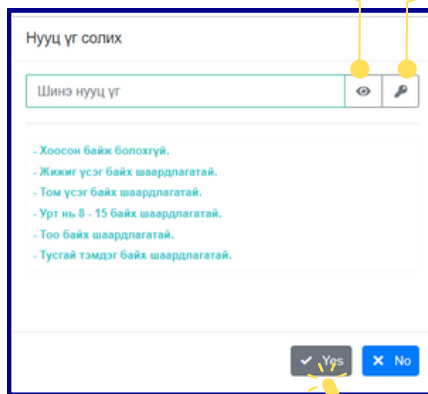 Нууц үг солих
Шинэ нууц үг
- Хоосон байж болохгүй.
- Жижиг үсэг байх шаардлагатай.
- Том үсэг байх шаардлагатай.
- Урт нь 8 - 15 байх шаардлагатай.
- Тоо байх шаардлагатай.
- Тусгай тэмдэг байх шаардлагатай.
Yes
No